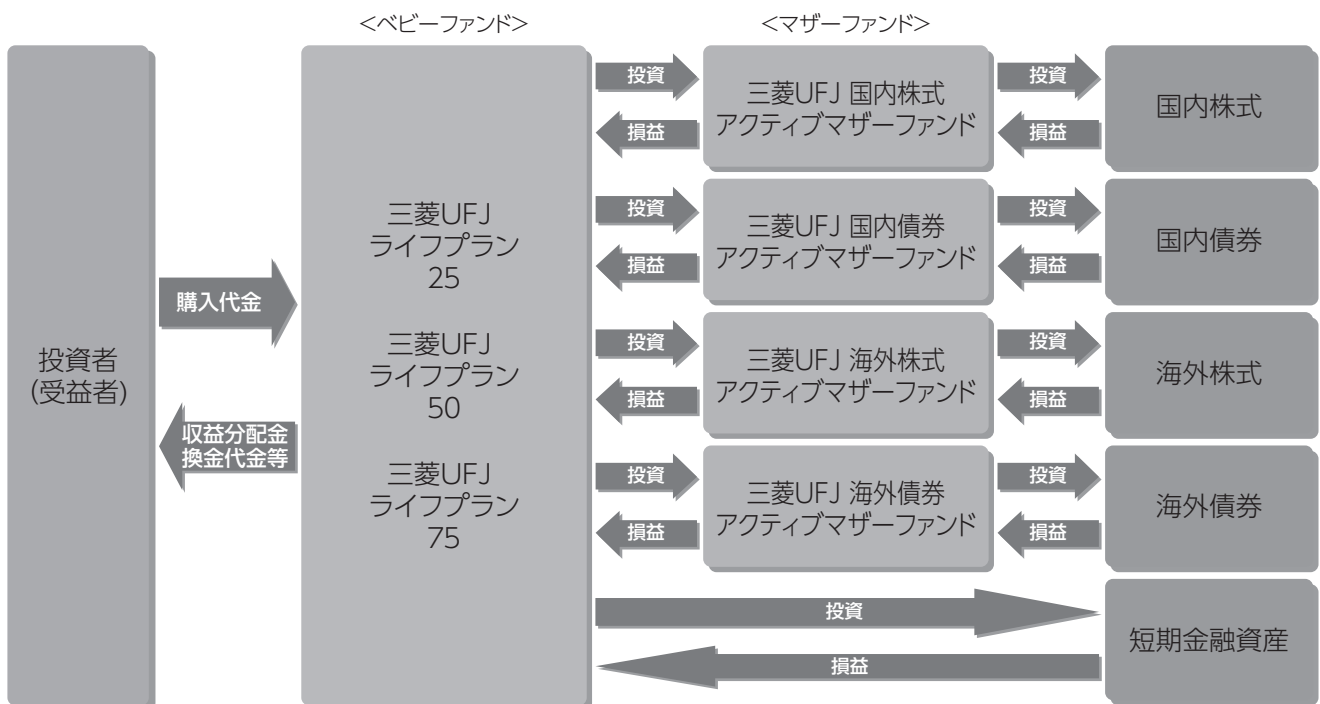 <ベビーファンド>
<マザーファンド>
投資者
(受益者)
購入代金
収益分配金
換金代金等
三菱UFJ
ライフプラン
25
三菱UFJ
ライフプラン
50
三菱UFJ
ライフプラン
75
投資
損益
三菱UFJ 国内株式
アクティブマザーファンド
投資
損益
国内株式
投資
損益
三菱UFJ 国内債券
アクティブマザーファンド
投資
損益
国内債券
投資
損益
三菱UFJ 海外株式
アクティブマザーファンド
投資
損益
海外株式
投資
損益
三菱UFJ 海外債券
アクティブマザーファンド
投資
損益
海外債券
投資
損益
短期金融資産